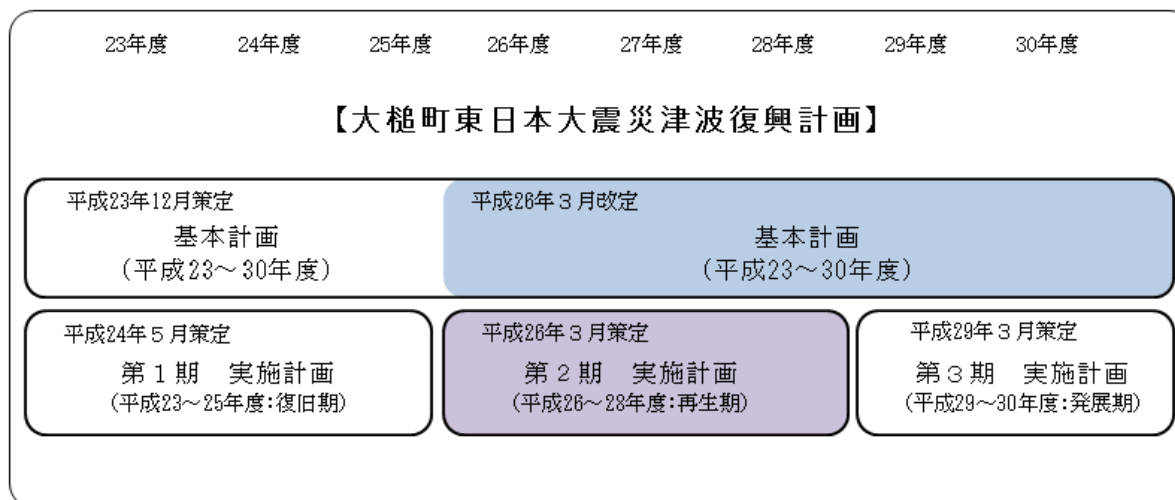 23年度 24年度 25年度 26年度 27年度 28年度 29年度 30年度
【大槌町東日本大震災津波復興計画】
平成23年12月策定
基本計画
(平成23～30年度)
平成26年３月改定
基本計画
(平成23～30年度)
平成24年５月策定
第１期　実施計画
(平成23～25年度:復旧期)
平成26年３月策定
第２期　実施計画
(平成26～28年度:再生期)
平成29年３月策定
第３期　実施計画
(平成29～30年度:発展期)